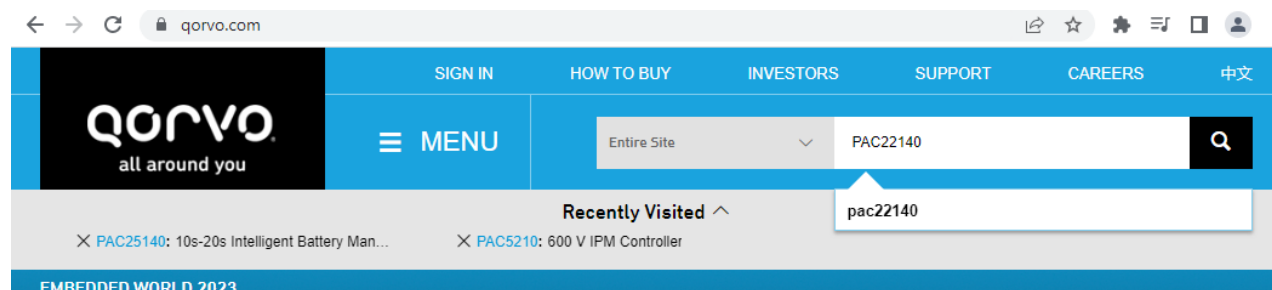 qorvo.com
SIGN IN HOW TO BUY INVESTORS SUPPORT CAREERS 中文
QORVO
all around you
MENU
Entire Site
PAC22140
pac22140
Recently Visited
PAC25140: 10s-20s Intelligent Battery Man...
PAC5210: 600 V IPM Controller
EMBEDDED WORLD 2023